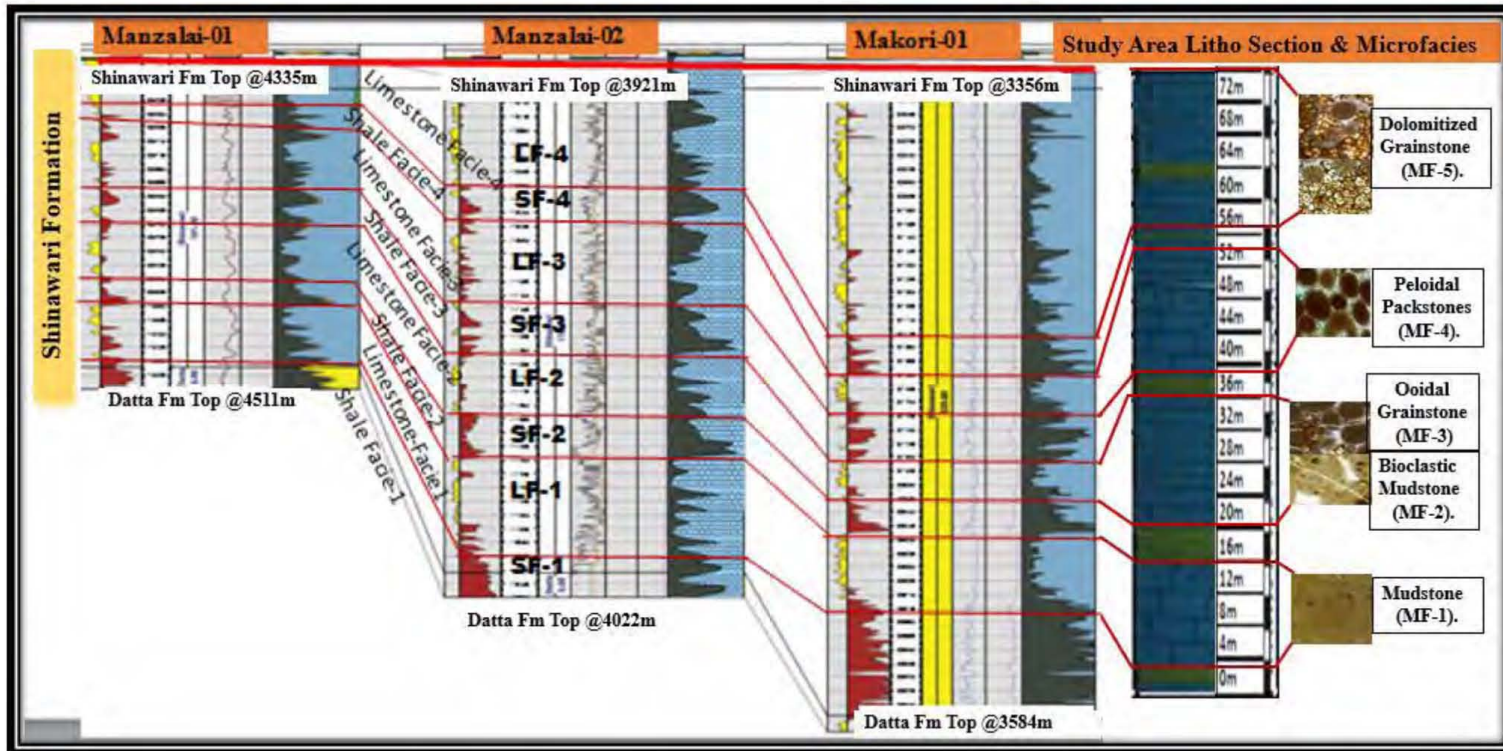 Manzalai-01
Manzalai-02
Makori-01
Study Area Litho Section & Microfacies
Shinawari Formation
Shinawari Fm Top @4335m
Shinawari Fm Top @3921m
Shinawari Fm Top @3356m
Limestone Facie-4
Shale Facie-4
Limestone Facie-3
Shale Facie-3
Limestone Facie-2
Shale Facie-2
Limestone-Facie1
Shale Facie-1
LF-4
SF-4
LF-3
SF-3
LF-2
SF-2
LF-1
SF-1
Datta Fm Top @4511m
Datta Fm Top @4022m
Datta Fm Top @3584m
72m
68m
64m
60m
56m
52m
48m
44m
40m
36m
32m
28m
24m
20m
16m
12m
8m
4m
0m
Dolomitized
Grainstone
(MF-5).
Peloidal
Packstones
(MF-4).
Ooidal
Grainstone
(MF-3)
Bioclastic
Mudstone
(MF-2).
Mudstone
(MF-1).